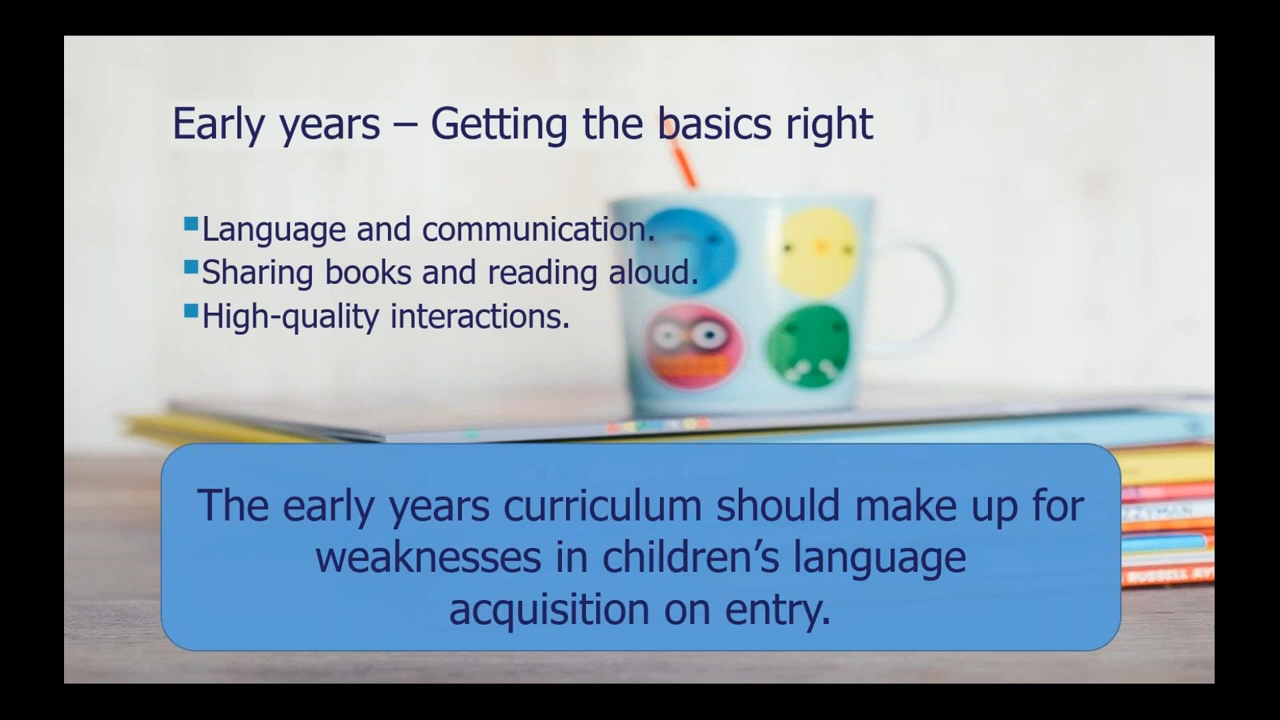 Early years – Getting the basics right
Language and communication.
Sharing books and reading aloud.
High-quality interactions.
The early years curriculum should make up for
weaknesses in children’s language
acquisition on entry.
RUSSELL